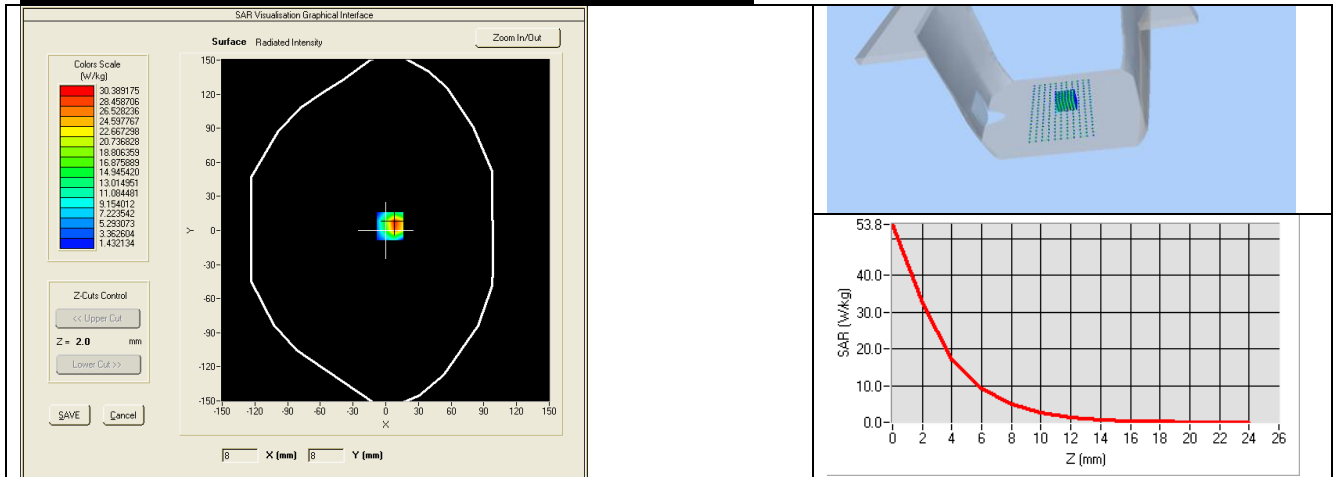 SAR Visualisation Graphical Interface
Surface Radiated Intensity
Zoom In/Out
Colors Scale
(W/kg)
30.389175
28.458706
26.528236
24.597767
22.667298
20.736828
18.806359
16.875889
14.945420
13.014951
11.084481
9.154012
7.223542
5.293073
3.362604
1.432134
Z-Cuts Control
<< Upper Cut
Z = 2.0 mm
Lower Cut >>
SAVE Cancel
150
120
90
60
30
0
-30
-60
-90
-120
-150
Y
-150 -120 -90 -60 -30 0 30 60 90 120 150
X
8 X (mm) 8 Y (mm)
53.8
40.0
30.0
20.0
10.0
0.0
SAR (W/kg)
0 2 4 6 8 10 12 14 16 18 20 22 24 26
Z (mm)